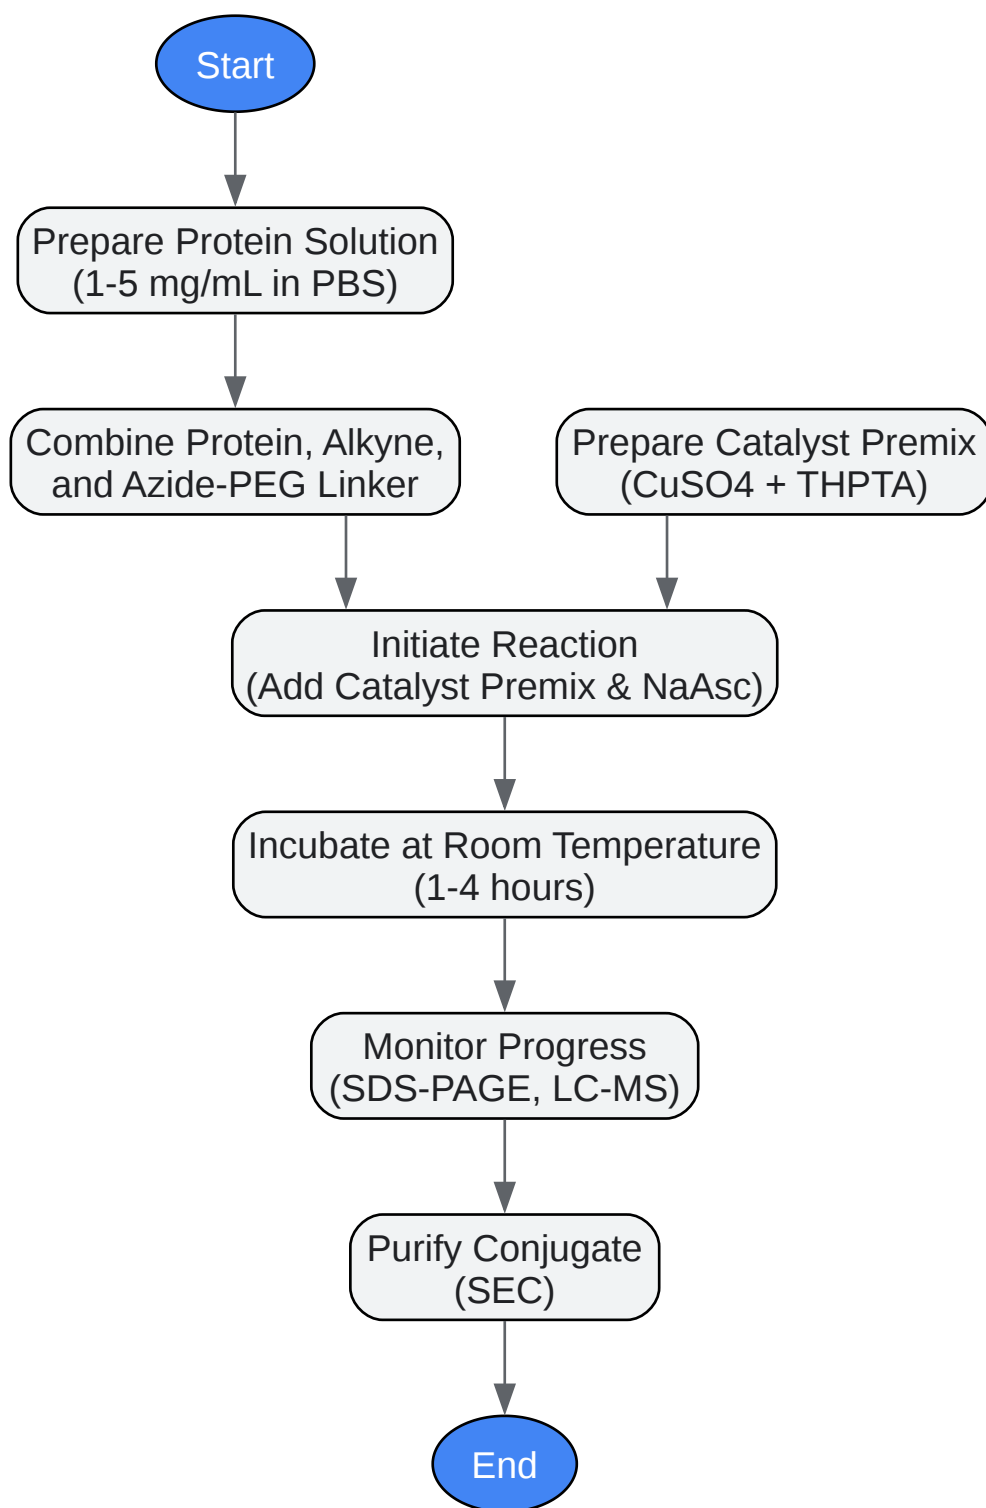 Start
Prepare Protein Solution
(1-5 mg/mL in PBS)
Combine Protein, Alkyne,
and Azide-PEG Linker
Prepare Catalyst Premix
(CuSO4 + THPTA)
Initiate Reaction
(Add Catalyst Premix & NaAsc)
Incubate at Room Temperature
(1-4 hours)
Monitor Progress
(SDS-PAGE, LC-MS)
Purify Conjugate
(SEC)
End